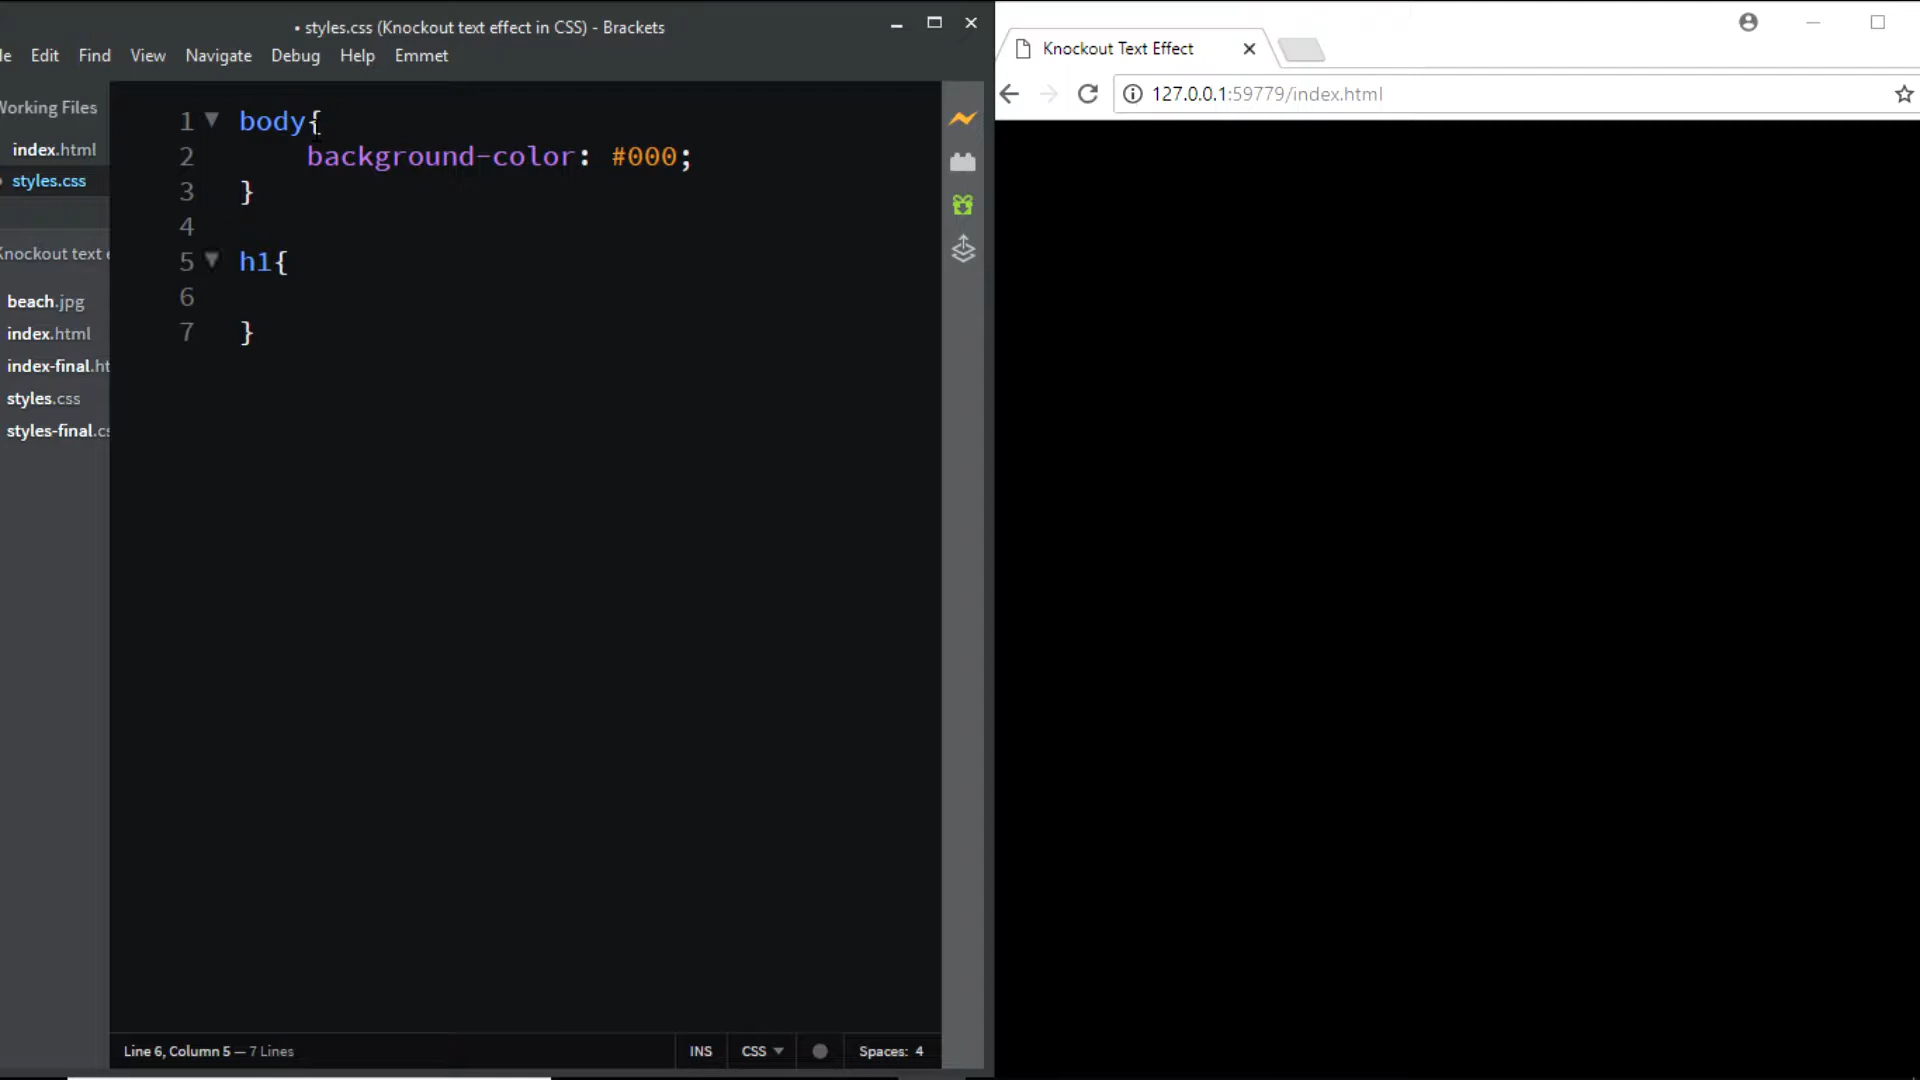 • styles.css (Knockout text effect in CSS) - Brackets
Edit Find View Navigate Debug Help Emmet
Working Files
index.html
styles.css
Knockout text
beach.jpg
index.html
index-final.ht
styles.css
styles-final.cs
1 body{
2 background-color: #000;
3 }
4
5 h1{
6
7 }
Line 6, Column 5 — 7 Lines
INS
CSS
Spaces: 4
Knockout Text Effect
127.0.0.1:59779/index.html